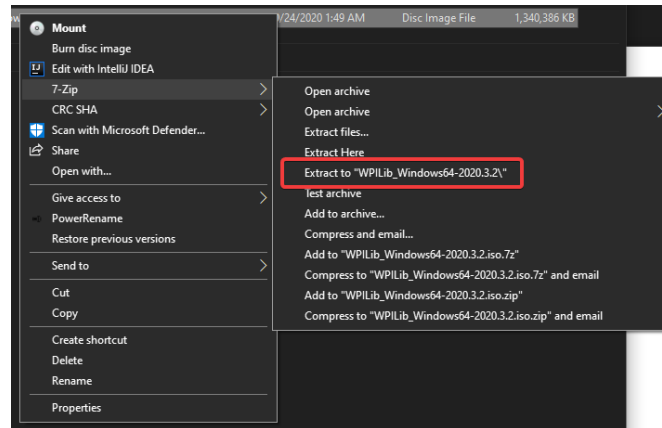 /24/2020 1:49 AM Disc Image File 1,340,386 KB
Mount
Burn disc image
Edit with IntelliJ IDEA
7-Zip
CRC SHA
Scan with Microsoft Defender...
Share
Open with...
Give access to
PowerRename
Restore previous versions
Send to
Cut
Copy
Create shortcut
Delete
Rename
Properties
Open archive
Open archive
Extract files...
Extract Here
Extract to "WPILib_Windows64-2020.3.2\"
Test archive
Add to archive...
Compress and email...
Add to "WPILib_Windows64-2020.3.2.iso.7z"
Compress to "WPILib_Windows64-2020.3.2.iso.7z" and email
Add to "WPILib_Windows64-2020.3.2.iso.zip"
Compress to "WPILib_Windows64-2020.3.2.iso.zip" and email